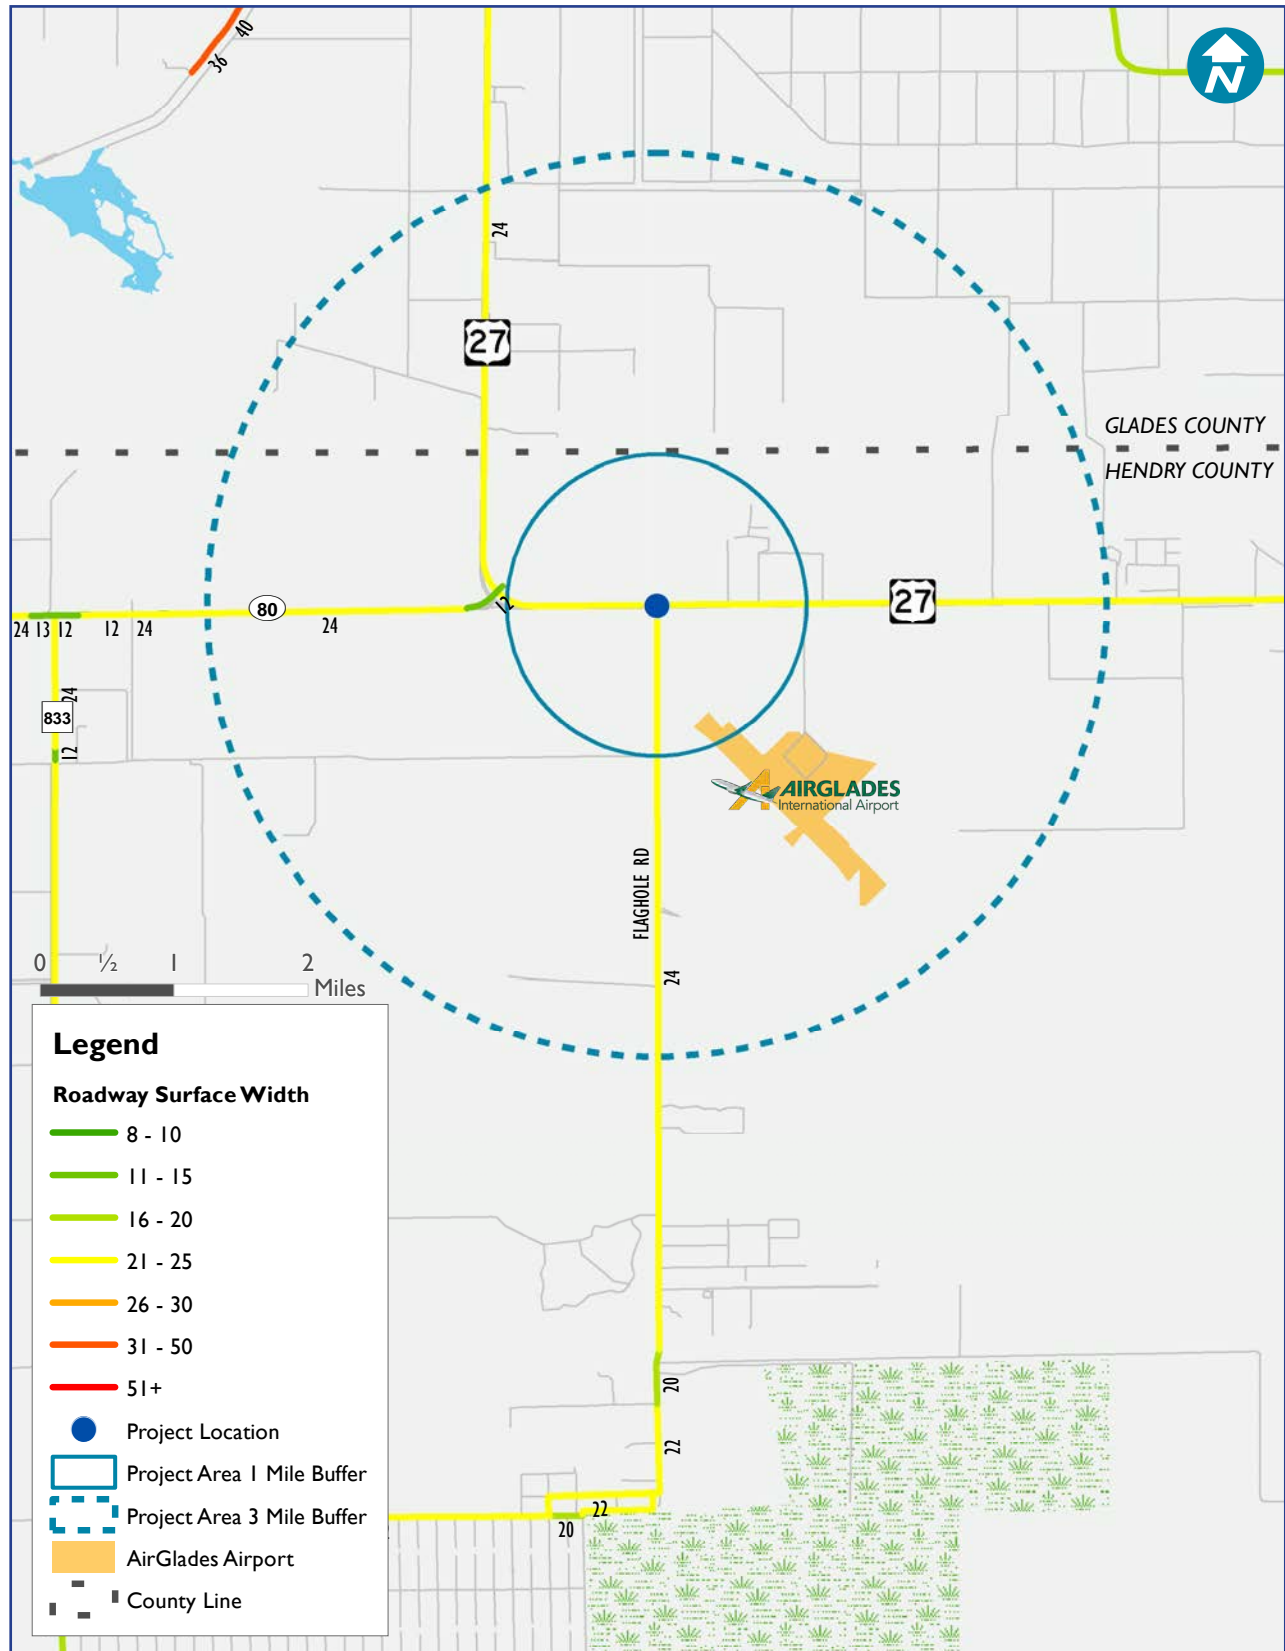 40
36
N
24
27
GLADES COUNTY
HENDRY COUNTY
12
80
27
24 13 12 12 24
24
24
833
12
AIRGLADES
International Airport
FLAGHOLE RD
24
0 ½ 1 2
Miles
Legend
Roadway Surface Width
8 - 10
11 - 15
16 - 20
21 - 25
26 - 30
31 - 50
51+
Project Location
Project Area 1 Mile Buffer
Project Area 3 Mile Buffer
AirGlades Airport
County Line
20
22
22
20